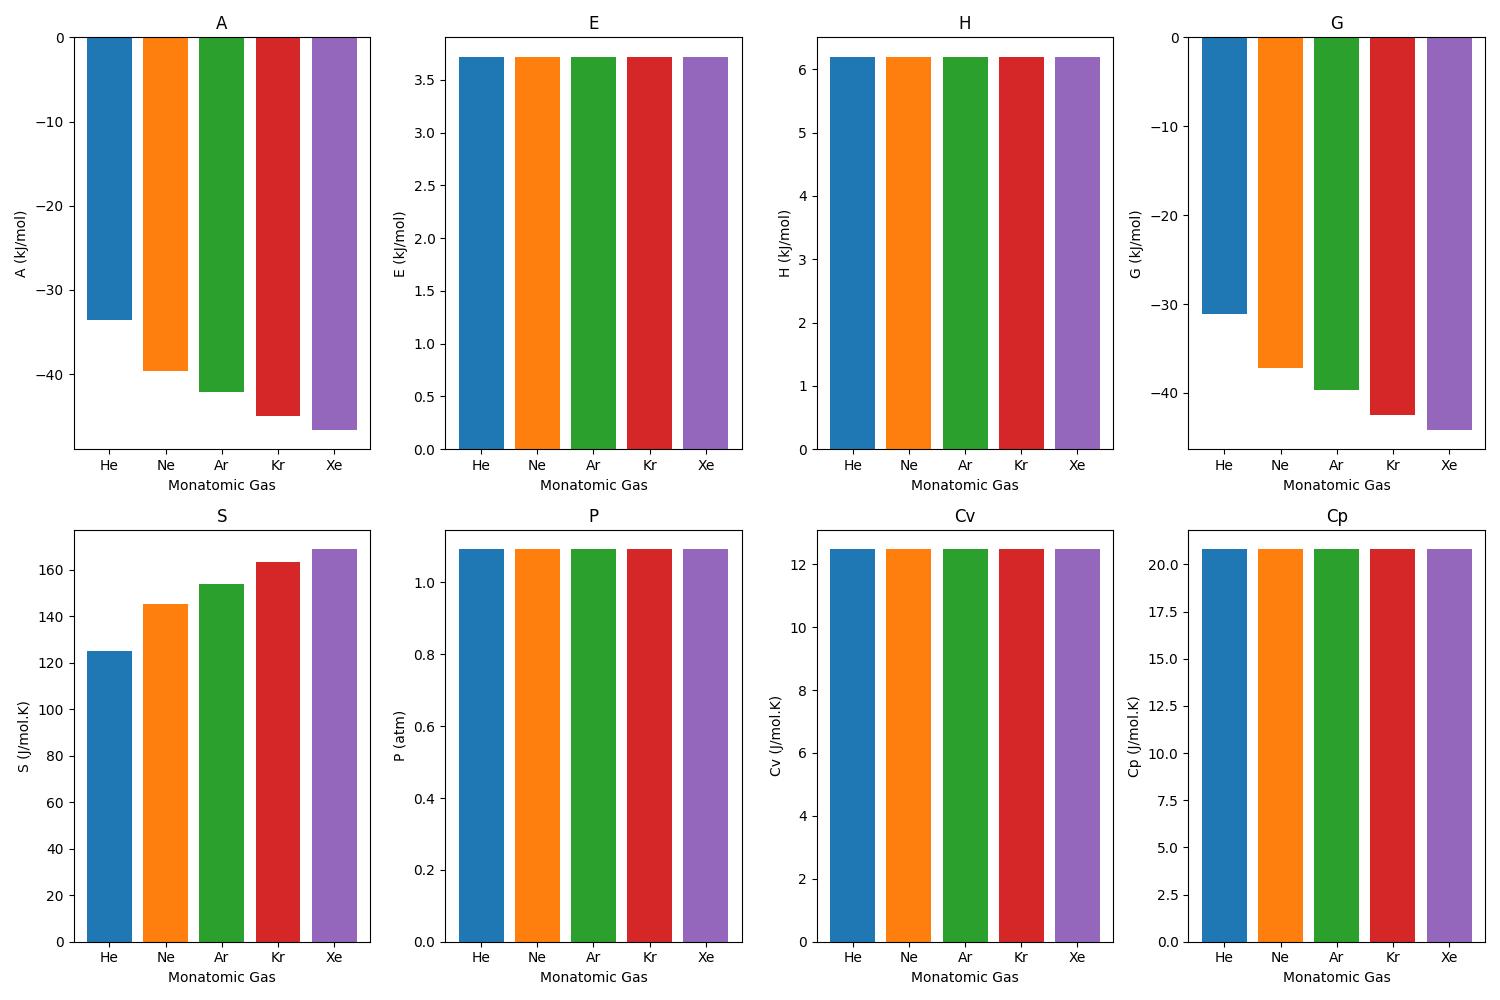 A
0
−10
−20
−30
−40
A (kJ/mol)
He Ne Ar Kr Xe
Monatomic Gas
E
3.5
3.0
2.5
2.0
1.5
1.0
0.5
0.0
E (kJ/mol)
He Ne Ar Kr Xe
Monatomic Gas
H
6
5
4
3
2
1
0
H (kJ/mol)
He Ne Ar Kr Xe
Monatomic Gas
G
0
−10
−20
−30
−40
G (kJ/mol)
He Ne Ar Kr Xe
Monatomic Gas
S
160
140
120
100
80
60
40
20
0
S (J/mol.K)
He Ne Ar Kr Xe
Monatomic Gas
P
1.0
0.8
0.6
0.4
0.2
0.0
P (atm)
He Ne Ar Kr Xe
Monatomic Gas
Cv
12
10
8
6
4
2
0
Cv (J/mol.K)
He Ne Ar Kr Xe
Monatomic Gas
Cp
20.0
17.5
15.0
12.5
10.0
7.5
5.0
2.5
0.0
Cp (J/mol.K)
He Ne Ar Kr Xe
Monatomic Gas